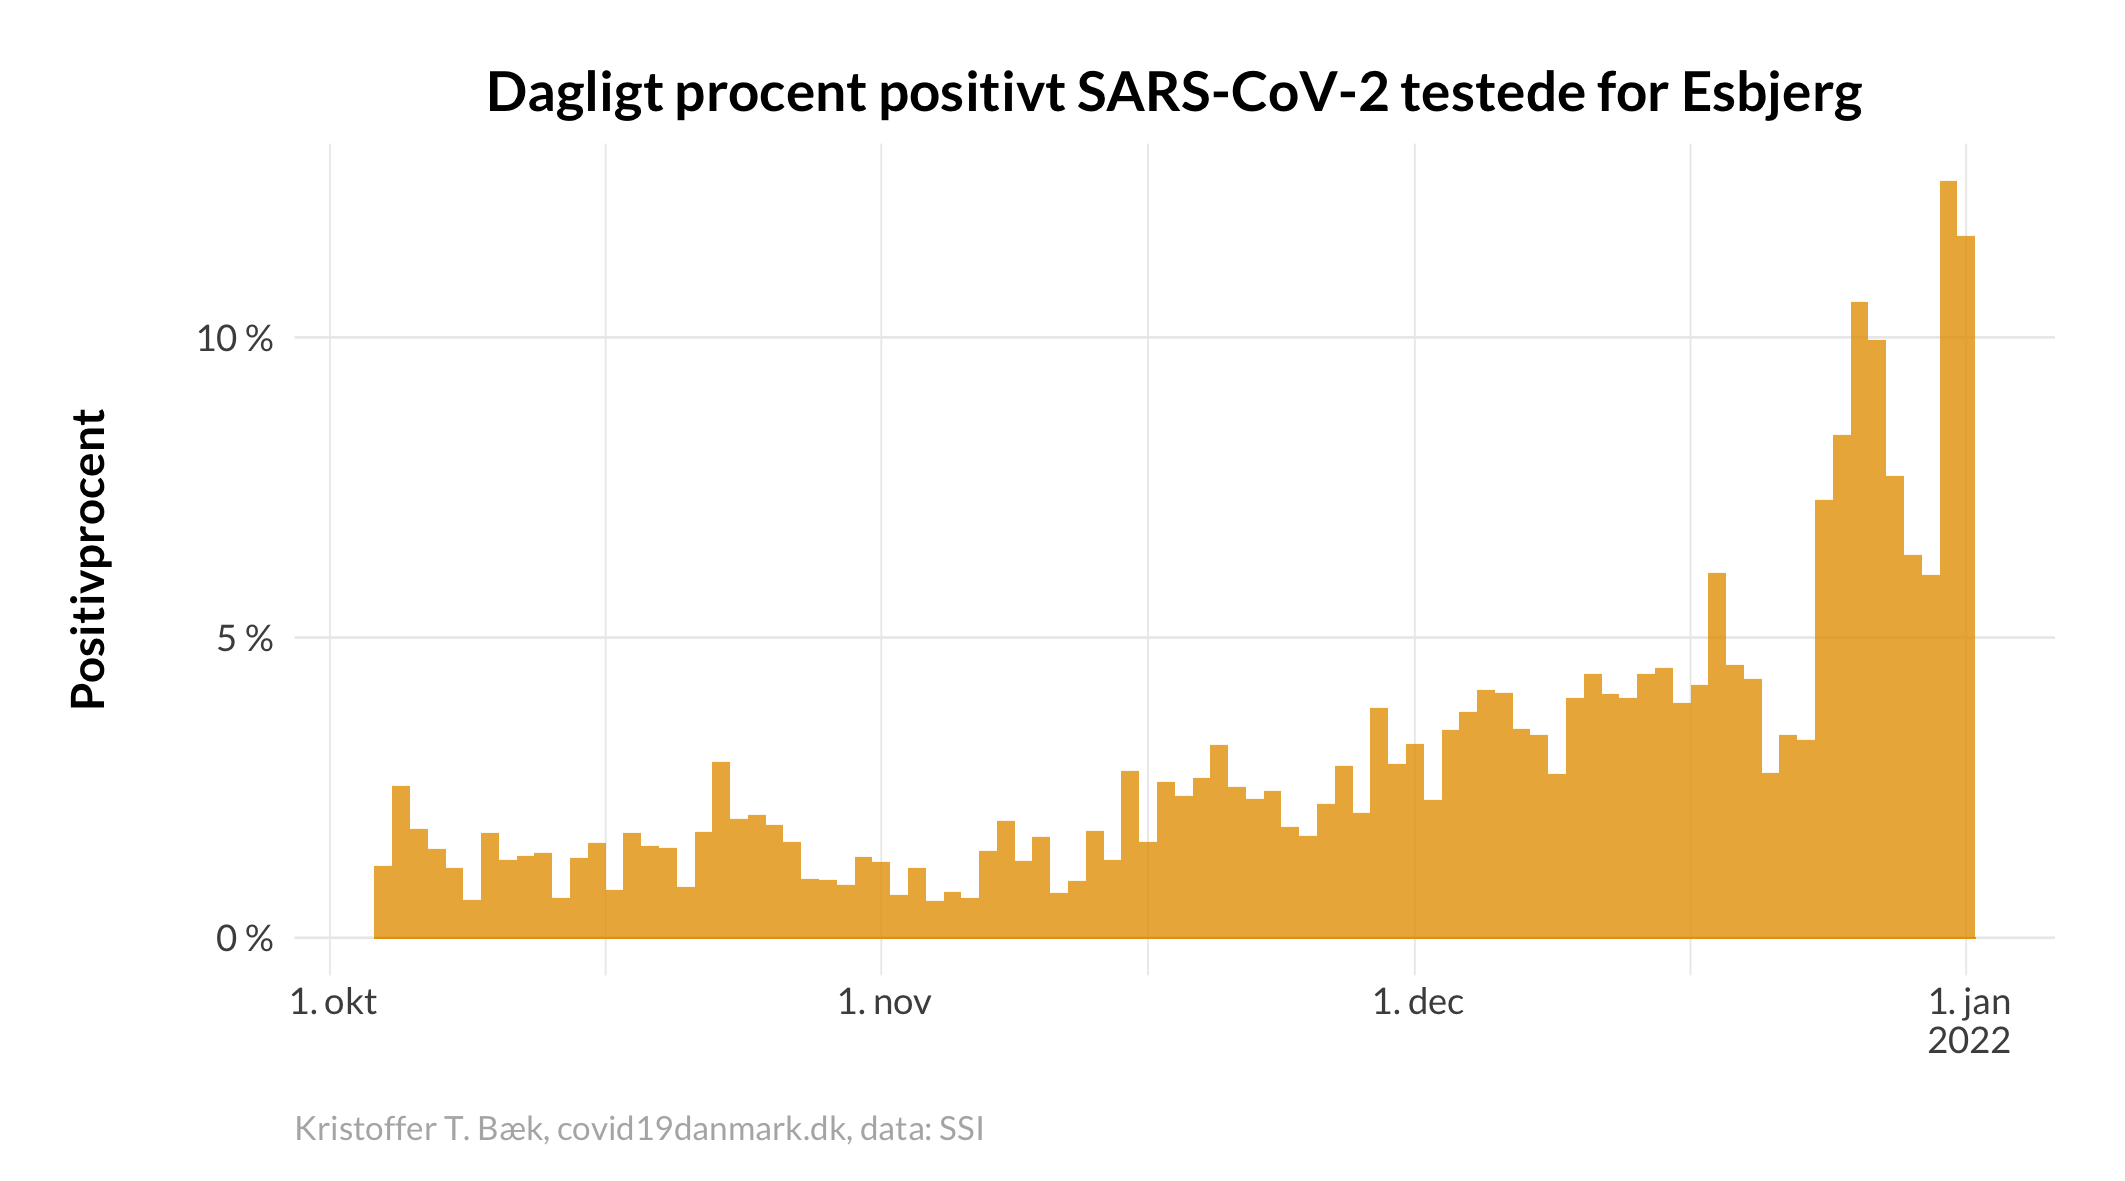 Dagligt procent positivt SARS-CoV-2 testede for Esbjerg
Positivprocent
10 %
5 %
0 %
1. okt
1. nov
1. dec
1. jan
2022
Kristoffer T. Bæk, covid19danmark.dk, data: SSI